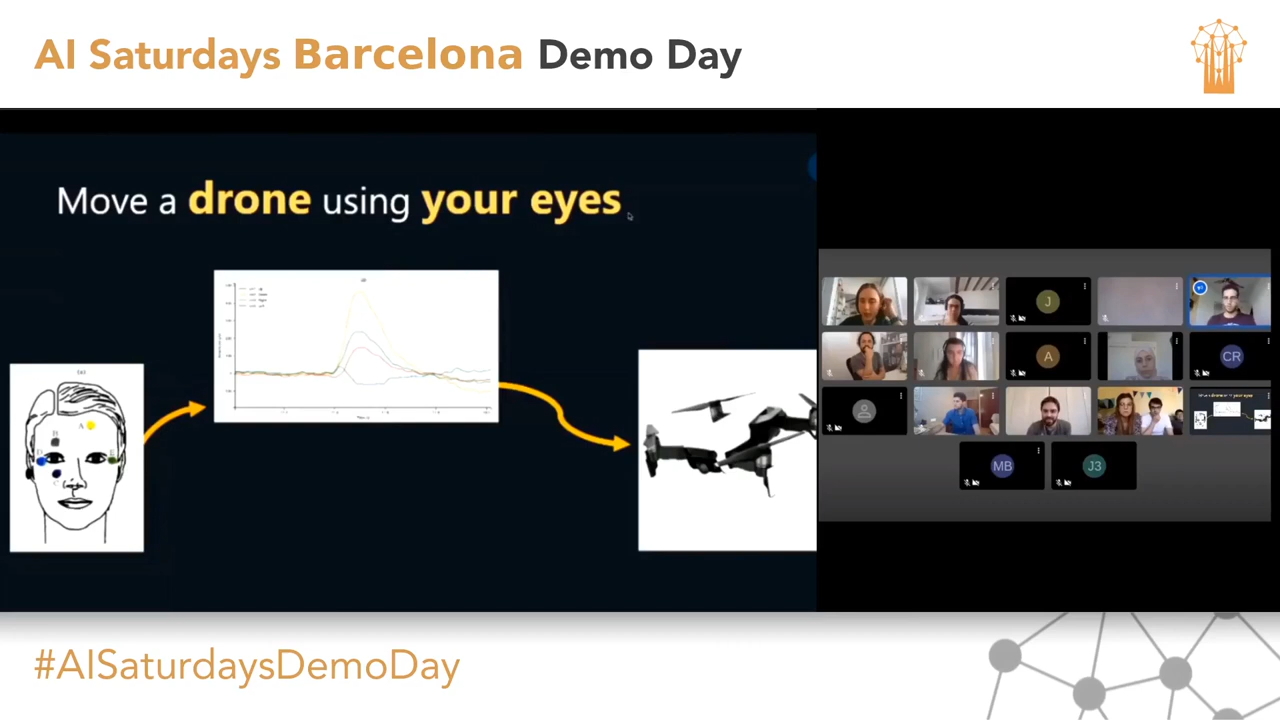 AI Saturdays Barcelona Demo Day
Move a drone using your eyes
A
B
C
J
A
CR
MB
J3
#AISaturdaysDemoDay